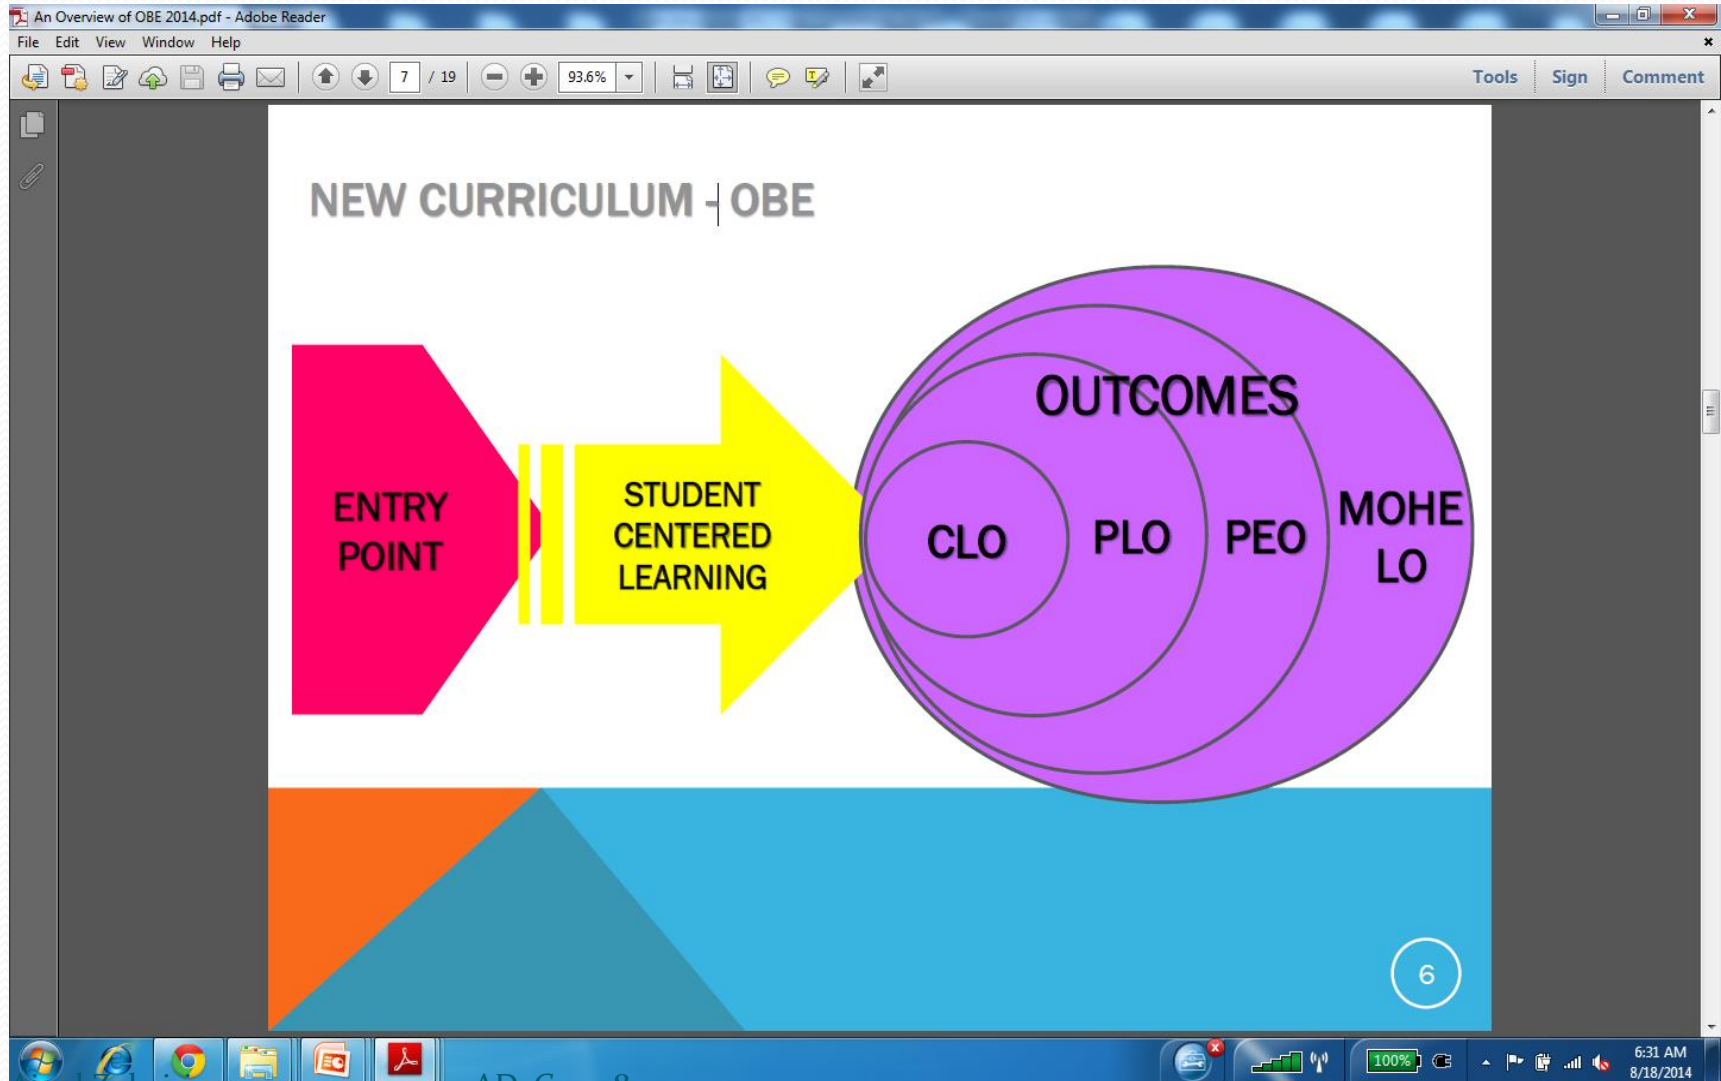 An Overview of OBE 2014.pdf - Adobe Reader
File Edit View Window Help
7 / 19 93.6% Tools Sign Comment
NEW CURRICULUM - OBE
ENTRY
POINT
STUDENT
CENTERED
LEARNING
OUTCOMES
CLO
PLO
PEO
MOHE
LO
6
100%
6:31 AM
8/18/2014